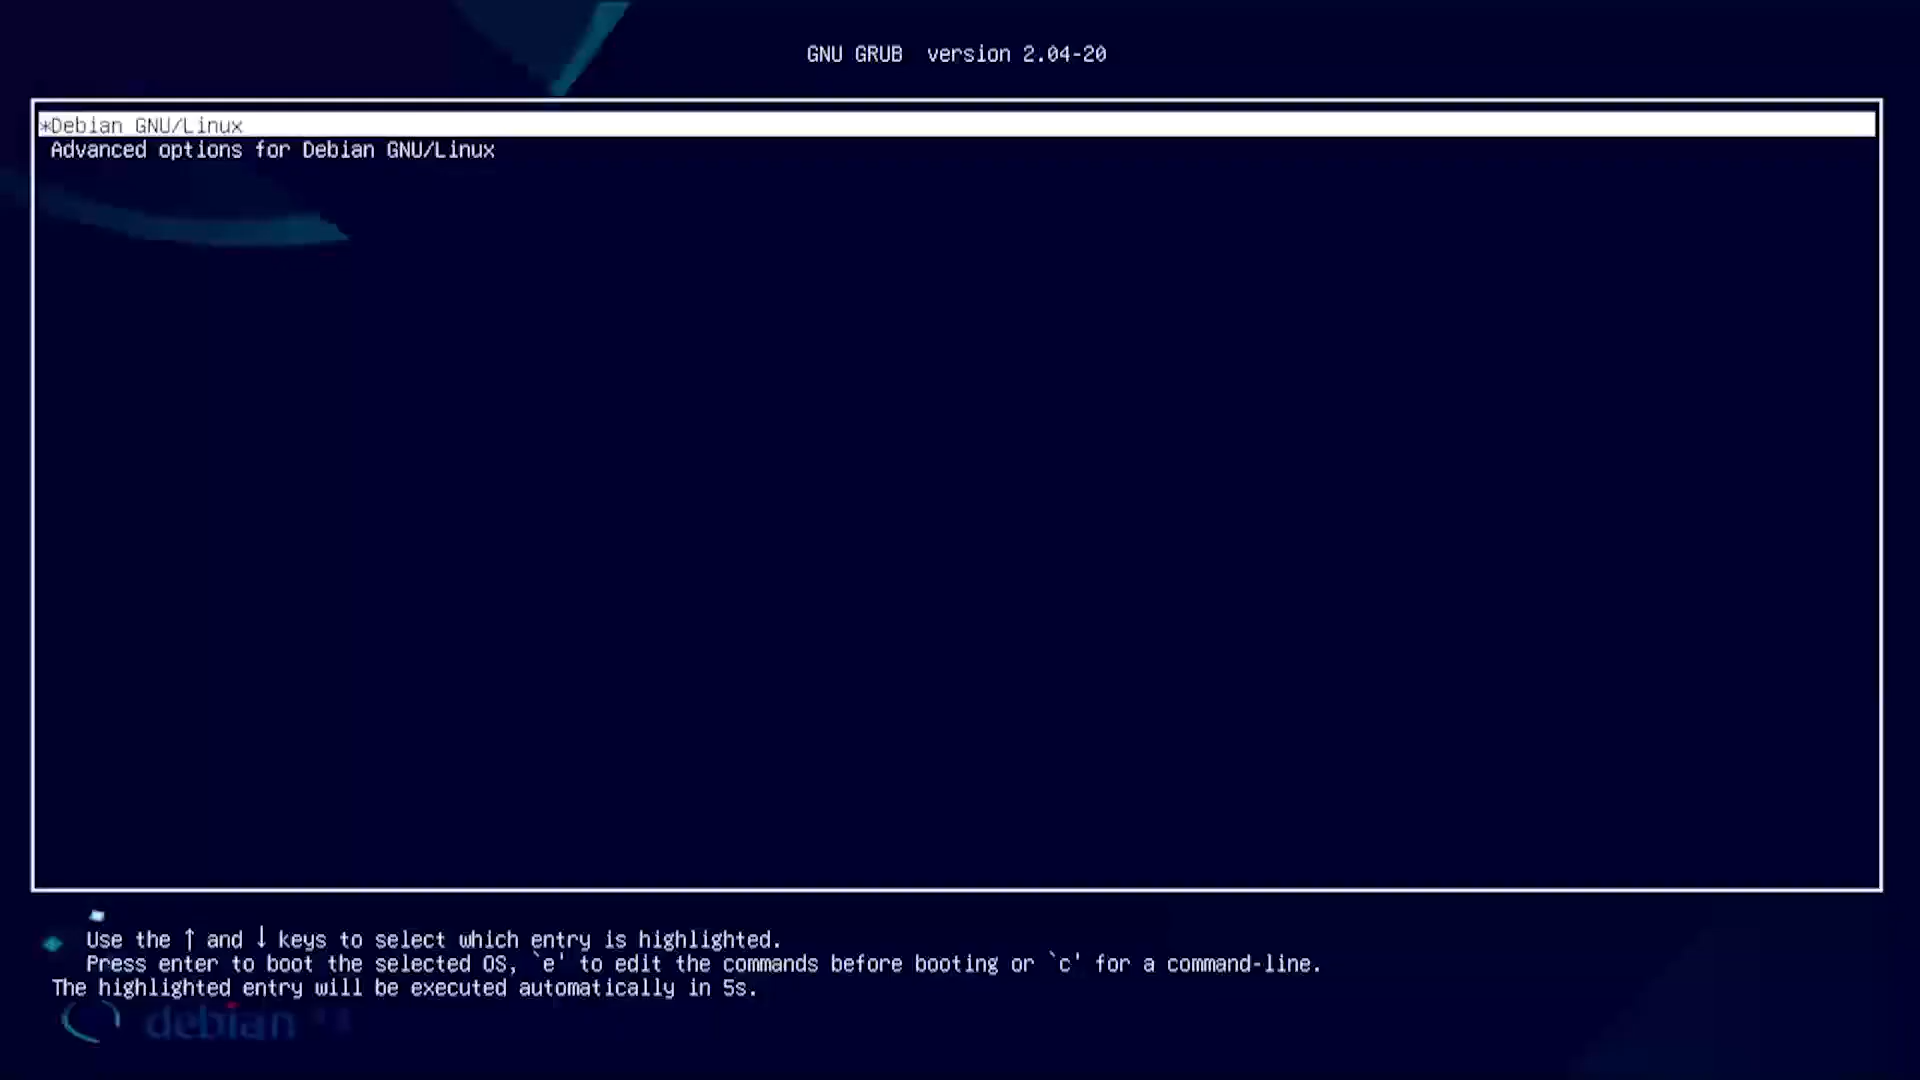 GNU GRUB  version 2.04-20
*Debian GNU/Linux
Advanced options for Debian GNU/Linux
Use the ↑ and ↓ keys to select which entry is highlighted.
Press enter to boot the selected OS, `e' to edit the commands before booting or `c' for a command-line.
The highlighted entry will be executed automatically in 5s.
debian